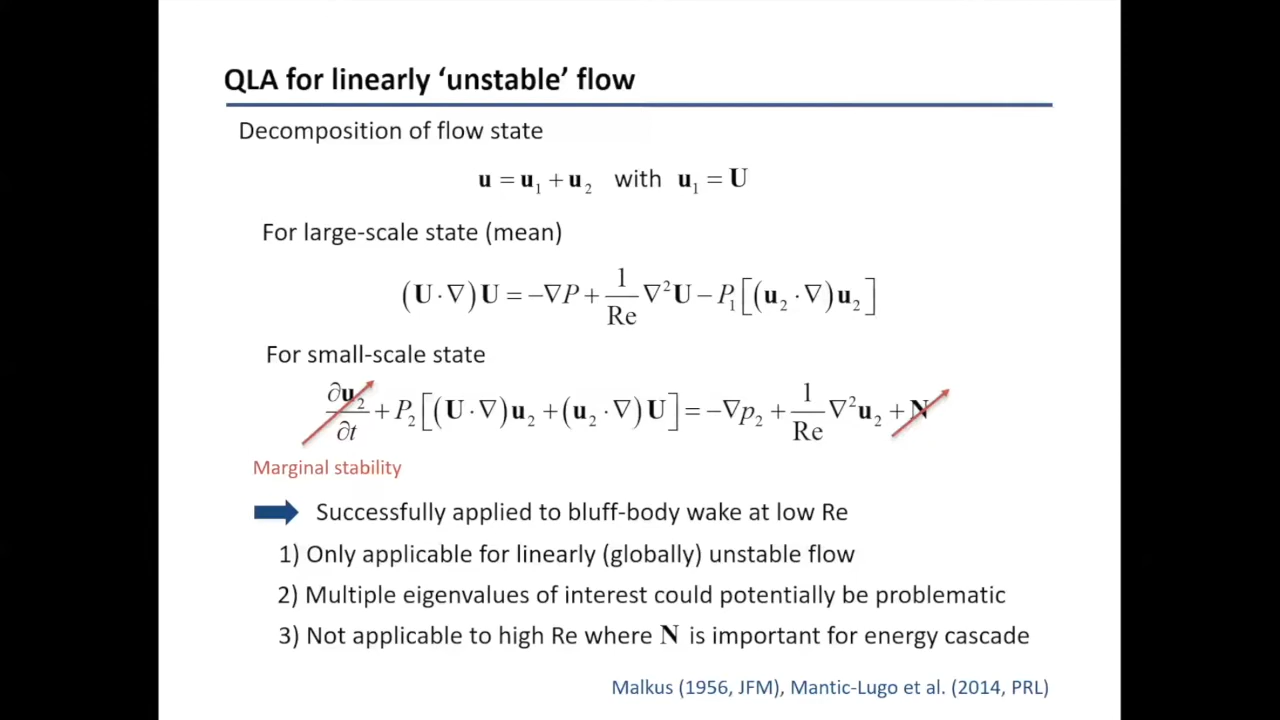 QLA for linearly ‘unstable’ flow
Decomposition of flow state
u = u₁ + u₂ with u₁ = U
For large-scale state (mean)
(U · ∇) U = −∇P + 1/Re ∇²U − P₁[(u₂ · ∇) u₂]
For small-scale state
∂u₂/∂t + P₂[(U · ∇) u₂ + (u₂ · ∇) U] = −∇p₂ + 1/Re ∇²u₂ + N
Marginal stability
Successfully applied to bluff-body wake at low Re
1) Only applicable for linearly (globally) unstable flow
2) Multiple eigenvalues of interest could potentially be problematic
3) Not applicable to high Re where N is important for energy cascade
Malkus (1956, JFM), Mantic-Lugo et al. (2014, PRL)